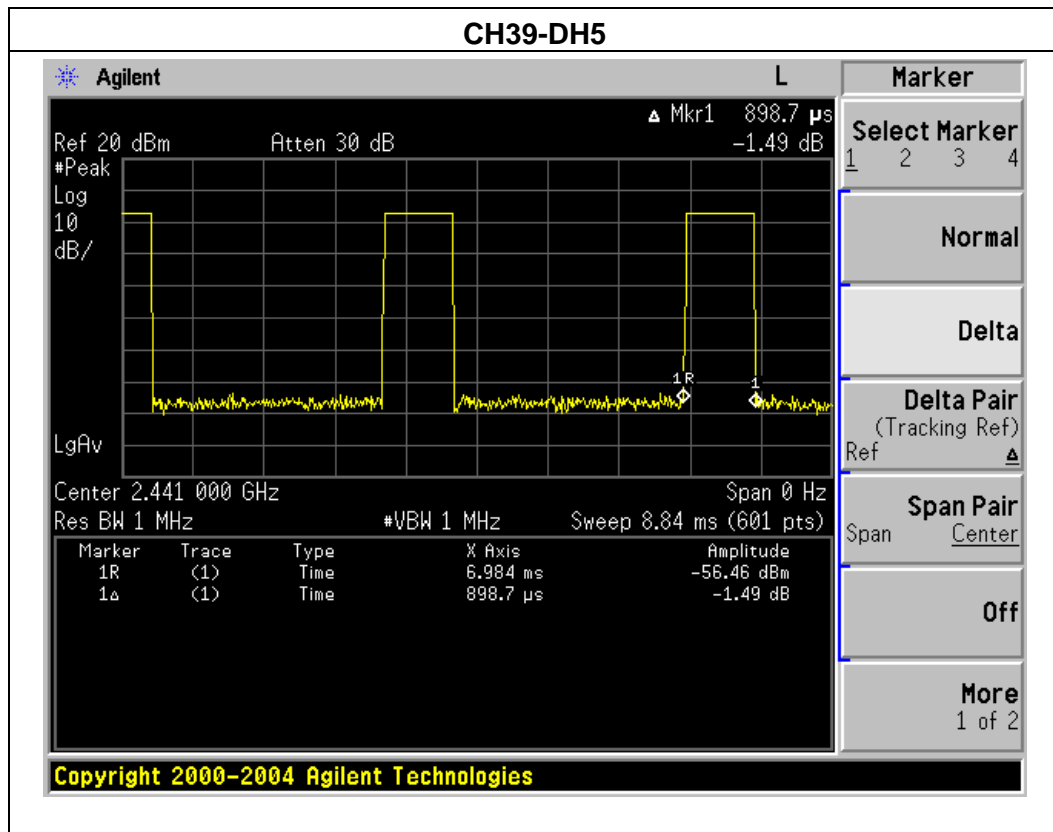 CH39-DH5
Agilent L Marker
Δ Mkr1 898.7 µs
Ref 20 dBm Atten 30 dB -1.49 dB
#Peak
Log
10
dB/
1R 1
LgAv
Center 2.441 000 GHz Span 0 Hz
Res BW 1 MHz #VBW 1 MHz Sweep 8.84 ms (601 pts)
Marker Trace Type X Axis Amplitude
1R (1) Time 6.984 ms -56.46 dBm
1Δ (1) Time 898.7 µs -1.49 dB
Select Marker
1 2 3 4
Normal
Delta
Delta Pair
(Tracking Ref)
Ref Δ
Span Pair
Span Center
Off
More
1 of 2
Copyright 2000-2004 Agilent Technologies